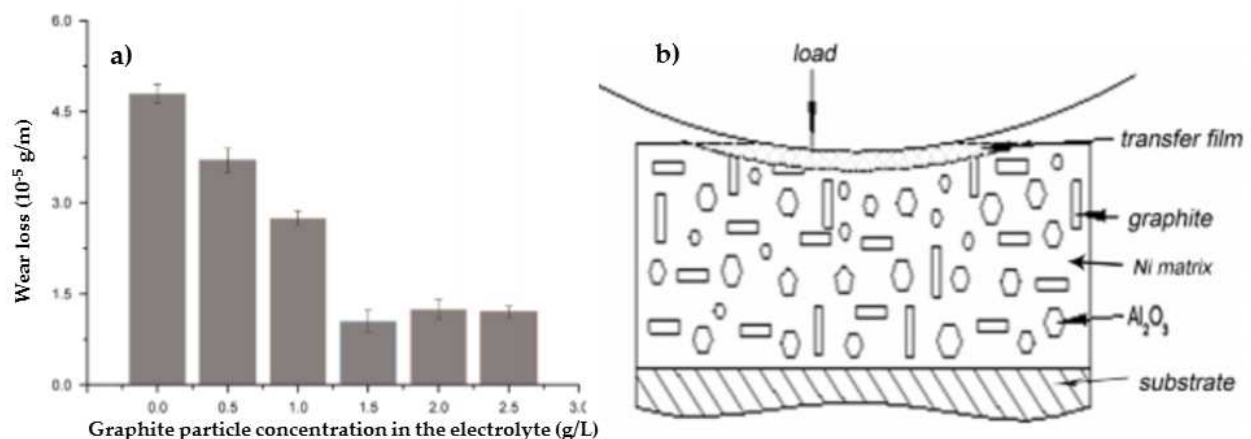 a)
Wear loss (10⁻⁵ g/m)
6.0
4.5
3.0
1.5
0.0
0.0 0.5 1.0 1.5 2.0 2.5 3.0
Graphite particle concentration in the electrolyte (g/L)
b)
load
transfer film
graphite
Ni matrix
Al₂O₃
substrate